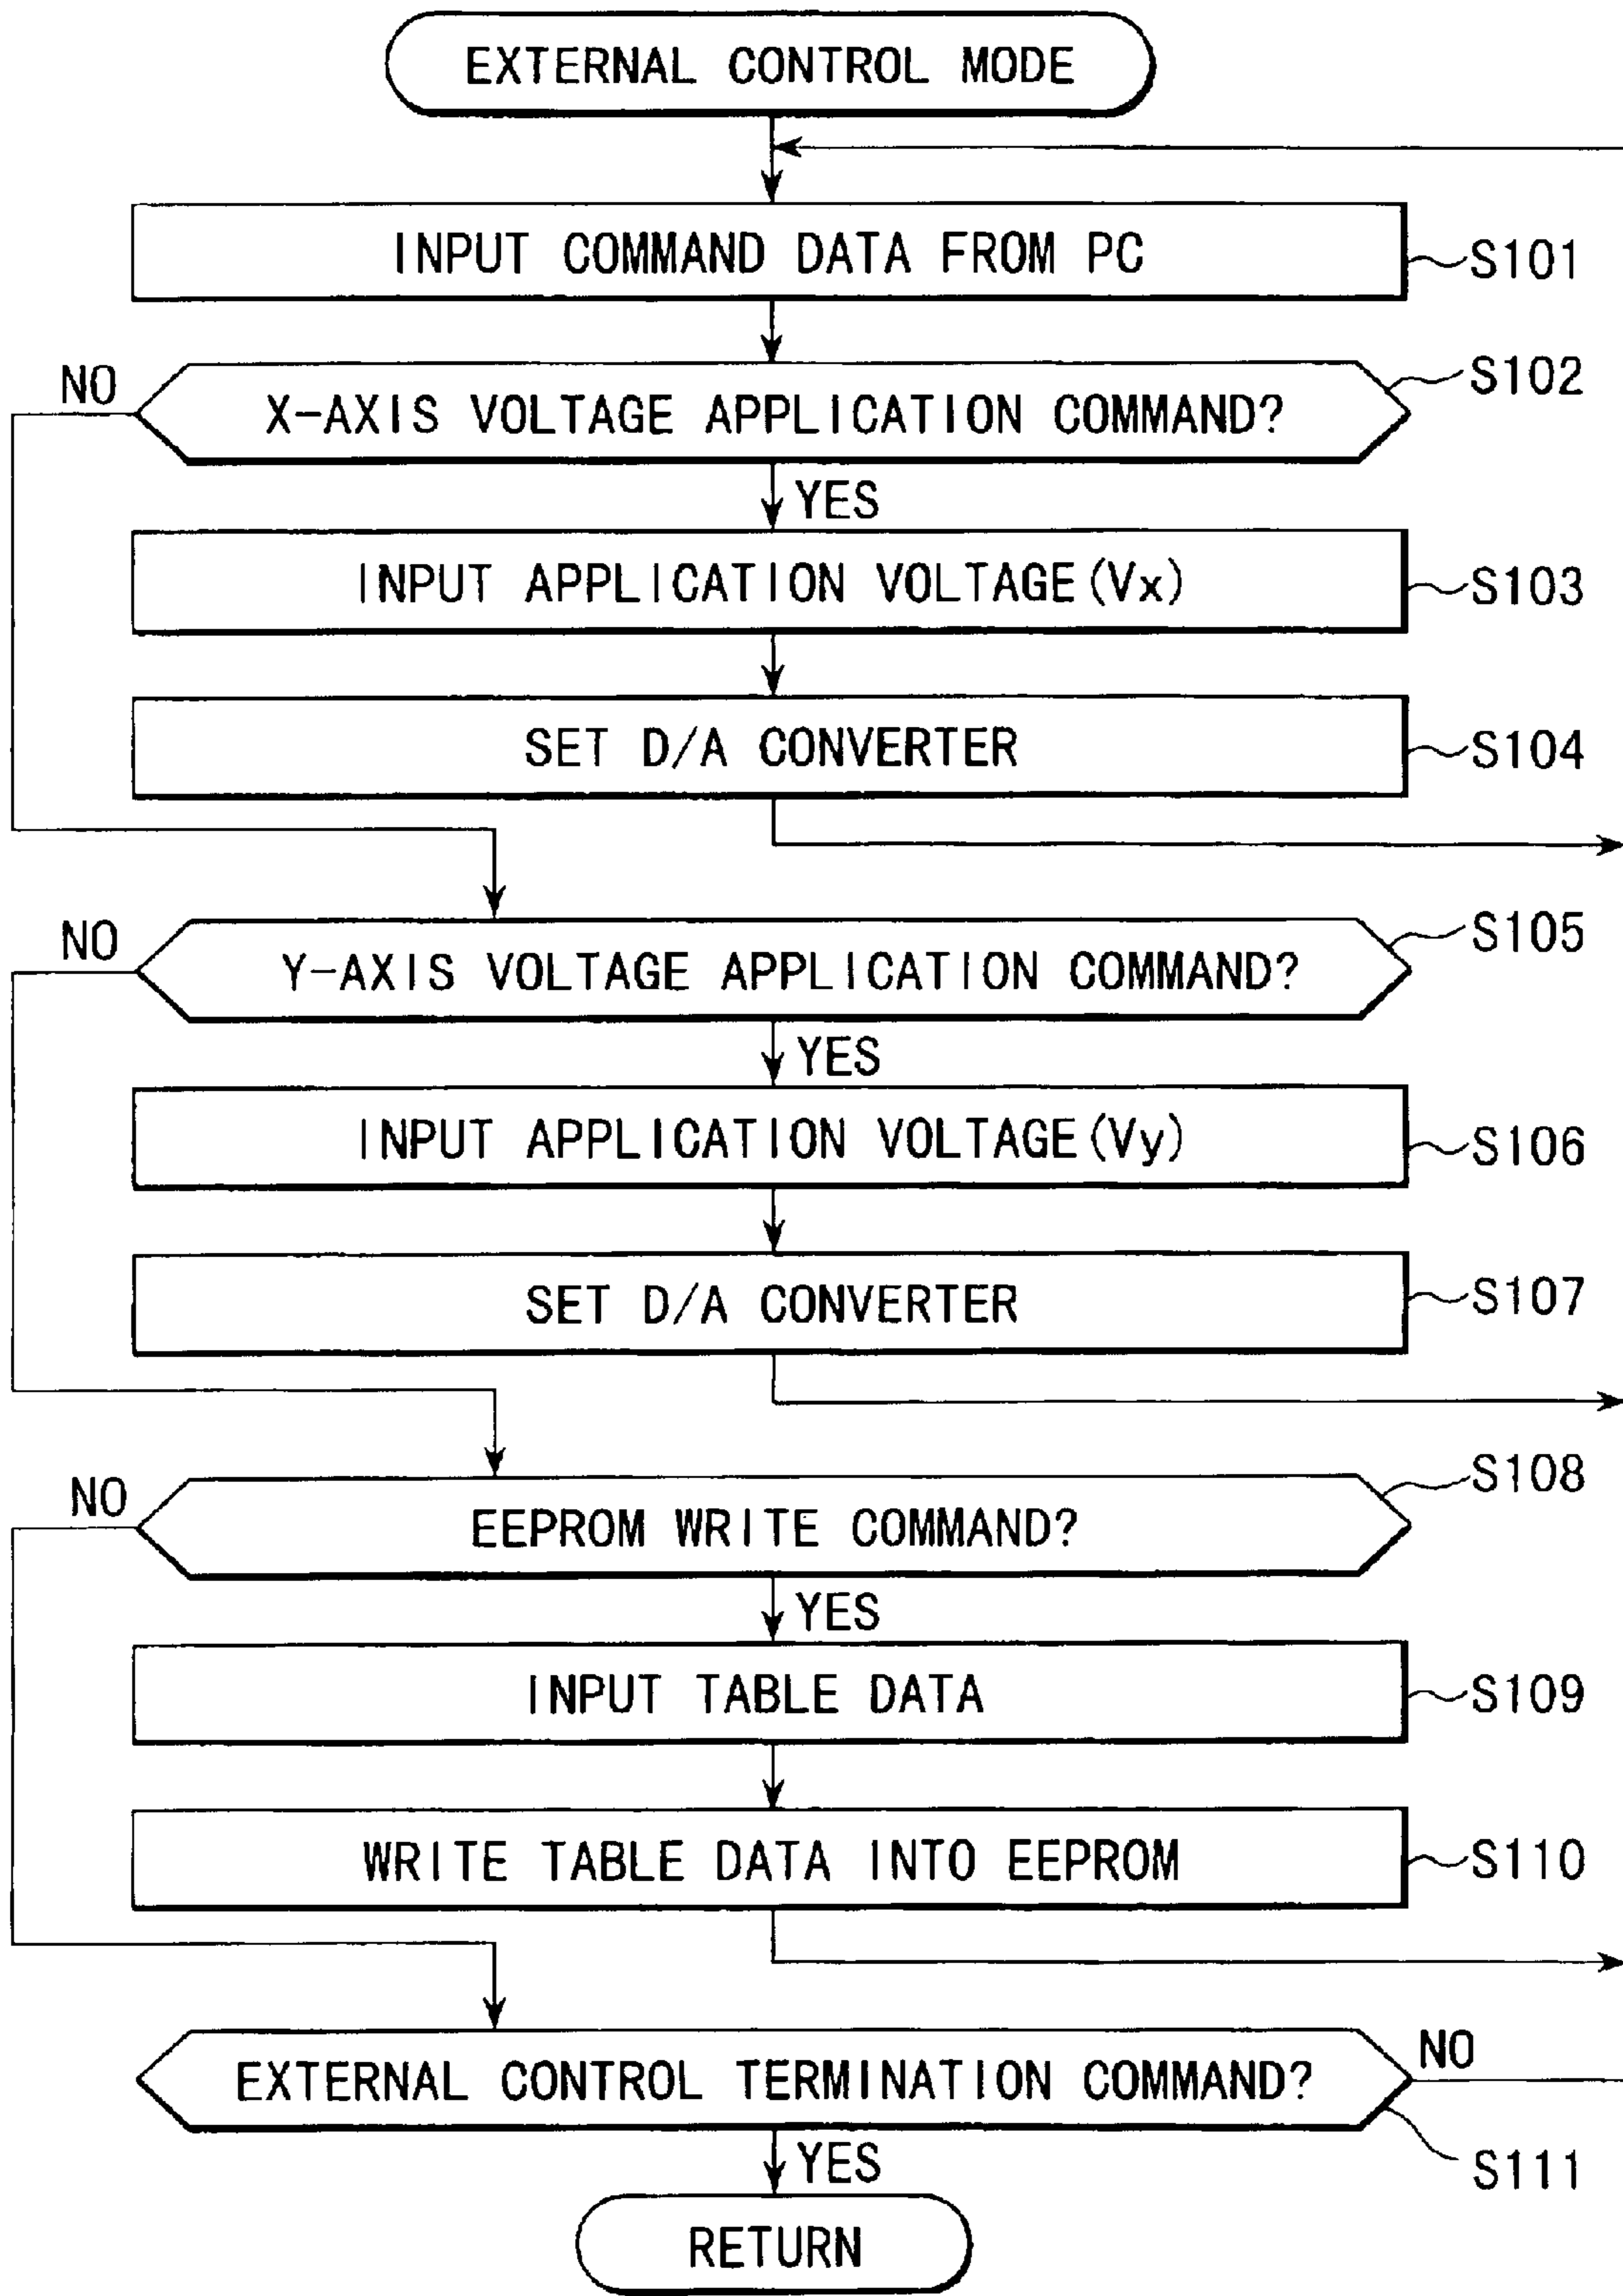 EXTERNAL CONTROL MODE
INPUT COMMAND DATA FROM PC
S101
NO
X-AXIS VOLTAGE APPLICATION COMMAND?
S102
YES
INPUT APPLICATION VOLTAGE(Vx)
S103
SET D/A CONVERTER
S104
NO
Y-AXIS VOLTAGE APPLICATION COMMAND?
S105
YES
INPUT APPLICATION VOLTAGE(Vy)
S106
SET D/A CONVERTER
S107
NO
EEPROM WRITE COMMAND?
S108
YES
INPUT TABLE DATA
S109
WRITE TABLE DATA INTO EEPROM
S110
EXTERNAL CONTROL TERMINATION COMMAND?
NO
S111
YES
RETURN